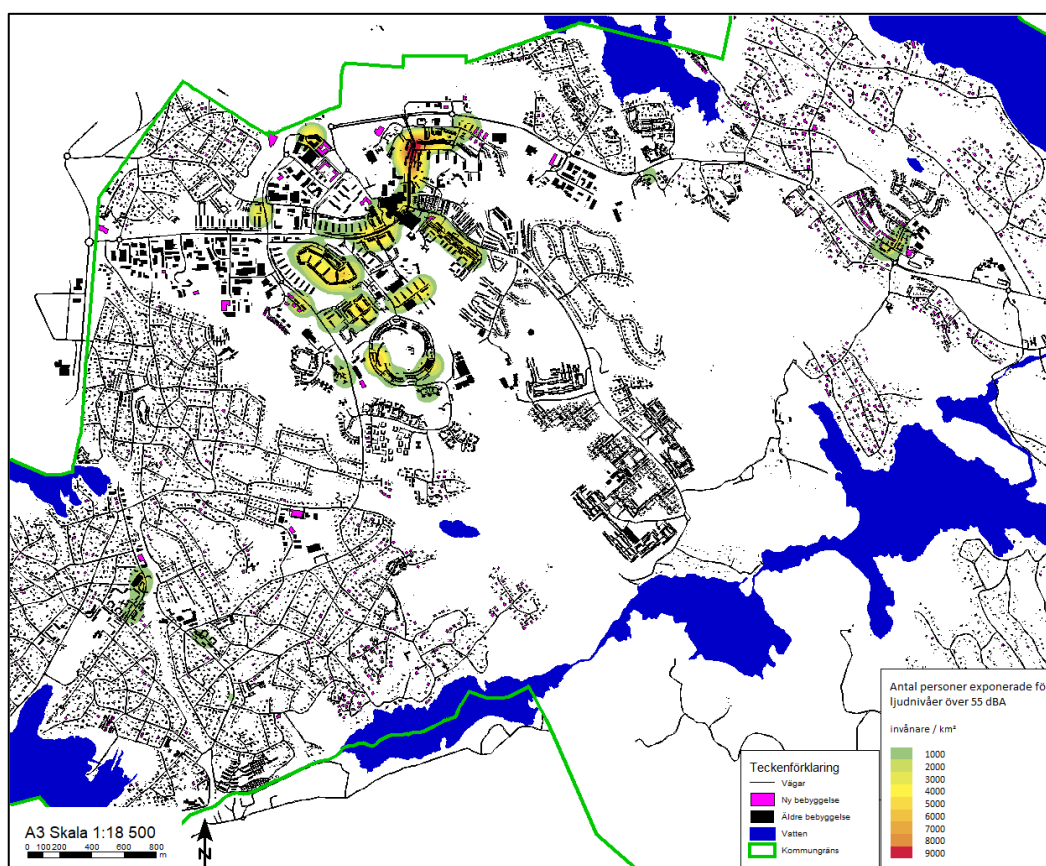 Antal personer exponerade fö
ljudnivåer över 55 dBA
invånare / km²
1000
2000
3000
4000
5000
6000
7000
8000
9000
Teckenförklaring
Vägar
Ny bebyggelse
Äldre bebyggelse
Vatten
Kommungräns
A3 Skala 1:18 500
0 100 200 400 600 800
m
N